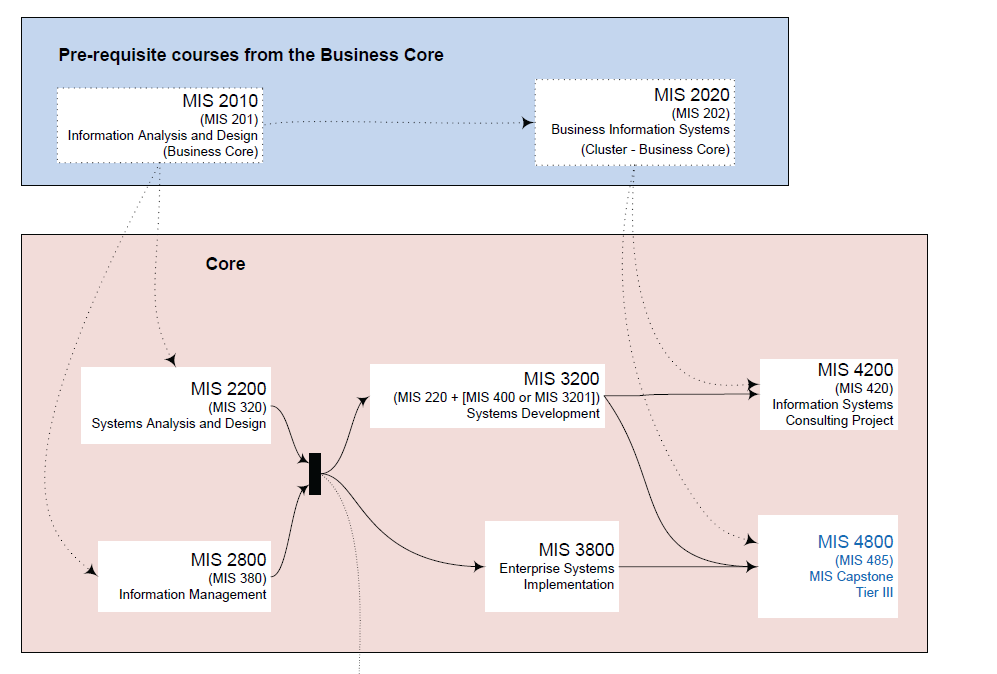 Pre-requisite courses from the Business Core
MIS 2010
(MIS 201)
Information Analysis and Design
(Business Core)
MIS 2020
(MIS 202)
Business Information Systems
(Cluster - Business Core)
Core
MIS 2200
(MIS 320)
Systems Analysis and Design
MIS 3200
(MIS 220 + [MIS 400 or MIS 3201])
Systems Development
MIS 4200
(MIS 420)
Information Systems
Consulting Project
MIS 2800
(MIS 380)
Information Management
MIS 3800
Enterprise Systems
Implementation
MIS 4800
(MIS 485)
MIS Capstone
Tier III